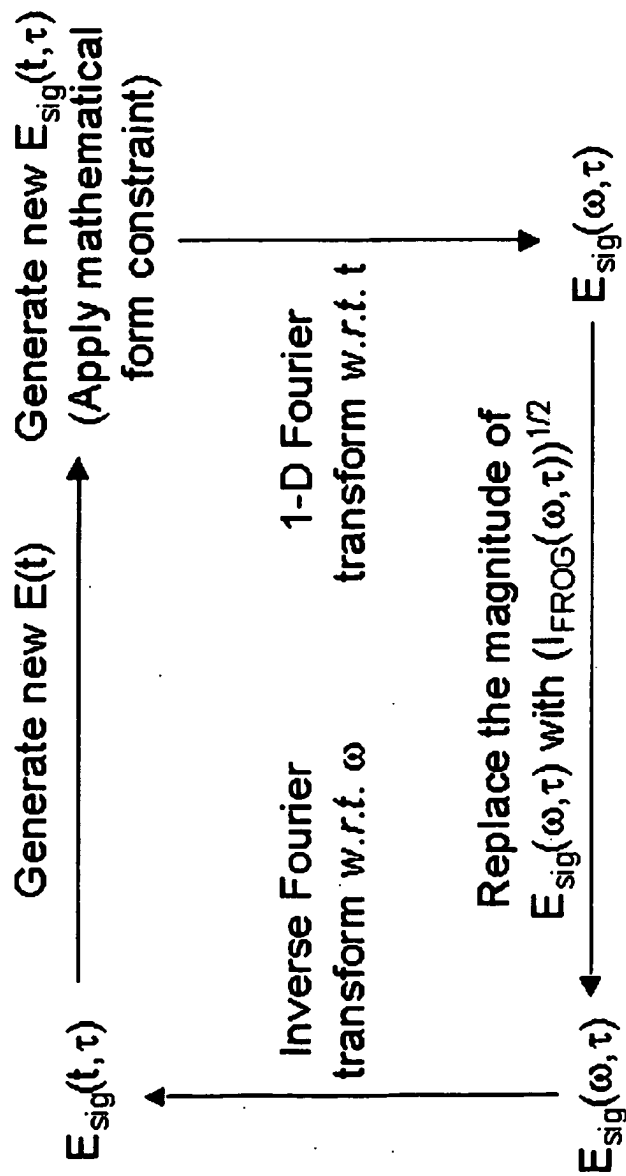 E_sig(t,τ)
Generate new E(t)
Generate new E_sig(t,τ)
(Apply mathematical
form constraint)
Inverse Fourier
transform w.r.t. ω
1-D Fourier
transform w.r.t. t
Replace the magnitude of
E_sig(ω,τ) with (I_FROG(ω,τ))^1/2
E_sig(ω,τ)
E_sig(ω,τ)